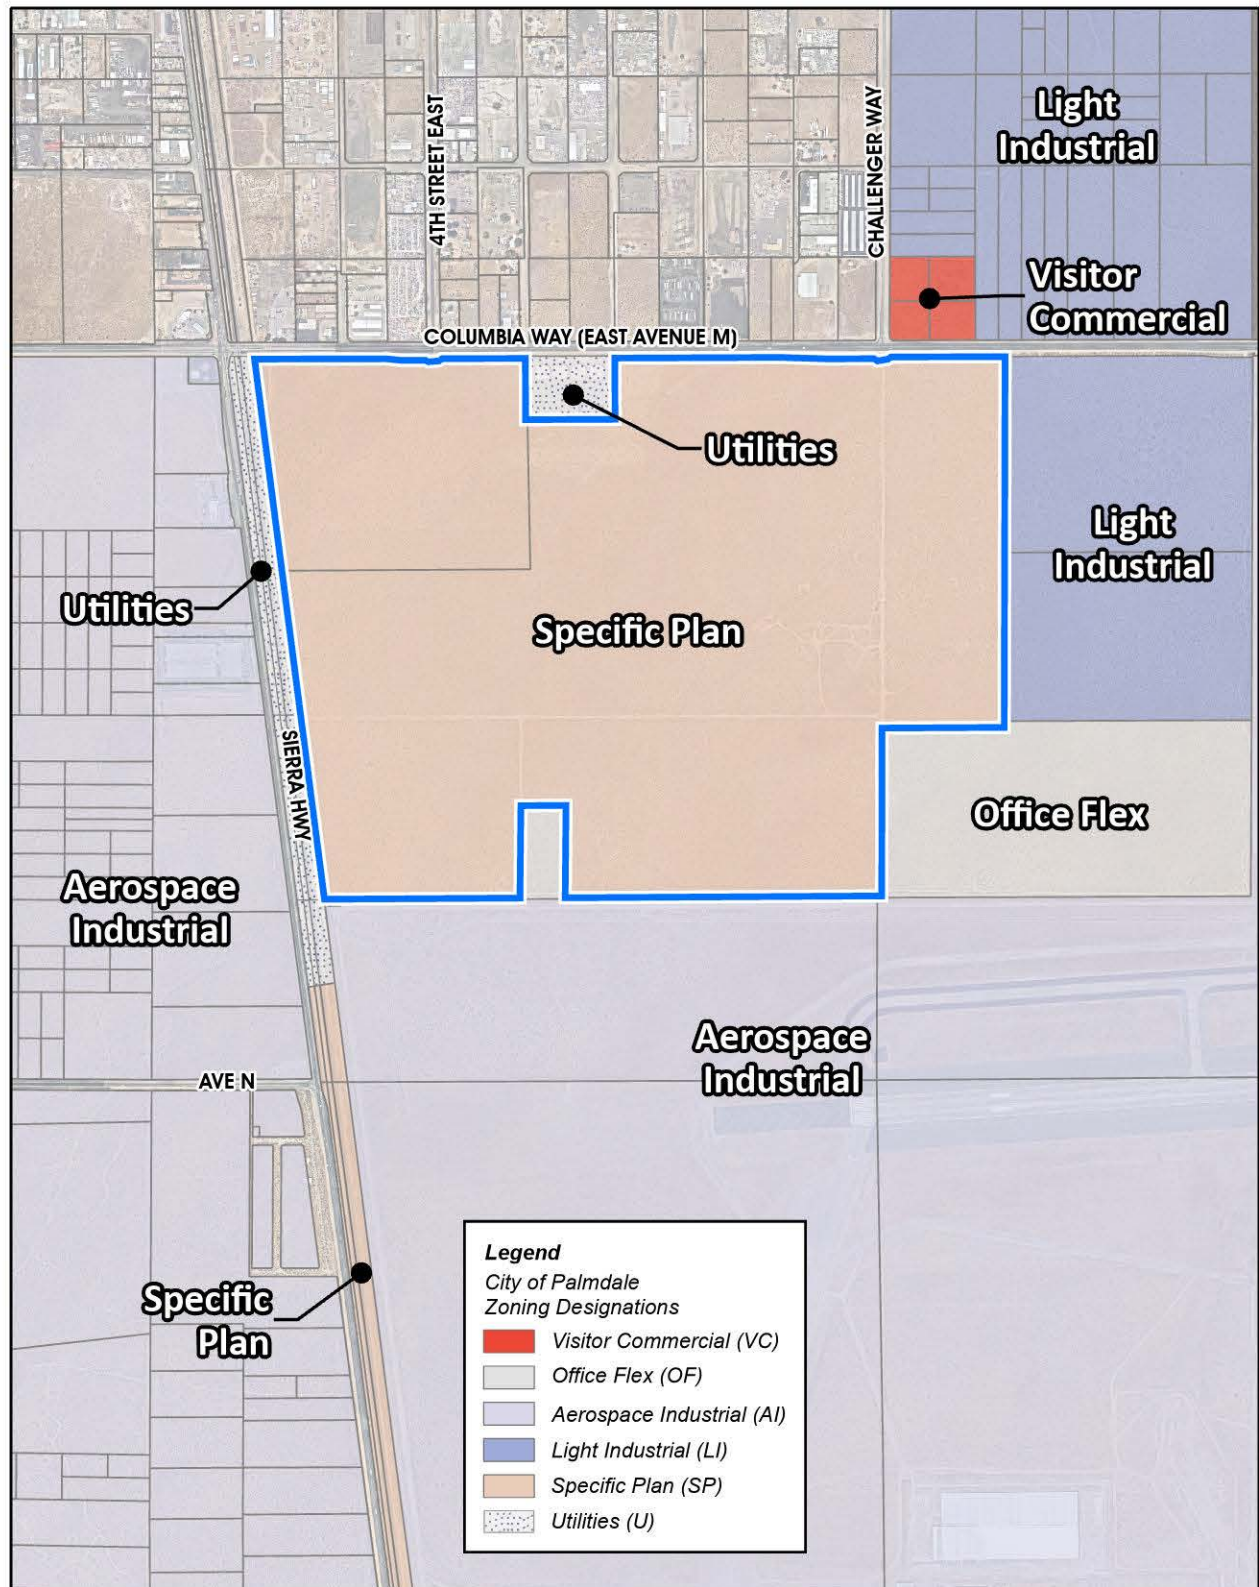 4TH STREET EAST
CHALLENGER WAY
Light
Industrial
Visitor
Commercial
COLUMBIA WAY (EAST AVENUE M)
Utilities
Light
Industrial
Utilities
Specific Plan
SIERRA HWY
Office Flex
Aerospace
Industrial
Aerospace
Industrial
AVE N
Specific
Plan
Legend
City of Palmdale
Zoning Designations
Visitor Commercial (VC)
Office Flex (OF)
Aerospace Industrial (AI)
Light Industrial (LI)
Specific Plan (SP)
Utilities (U)